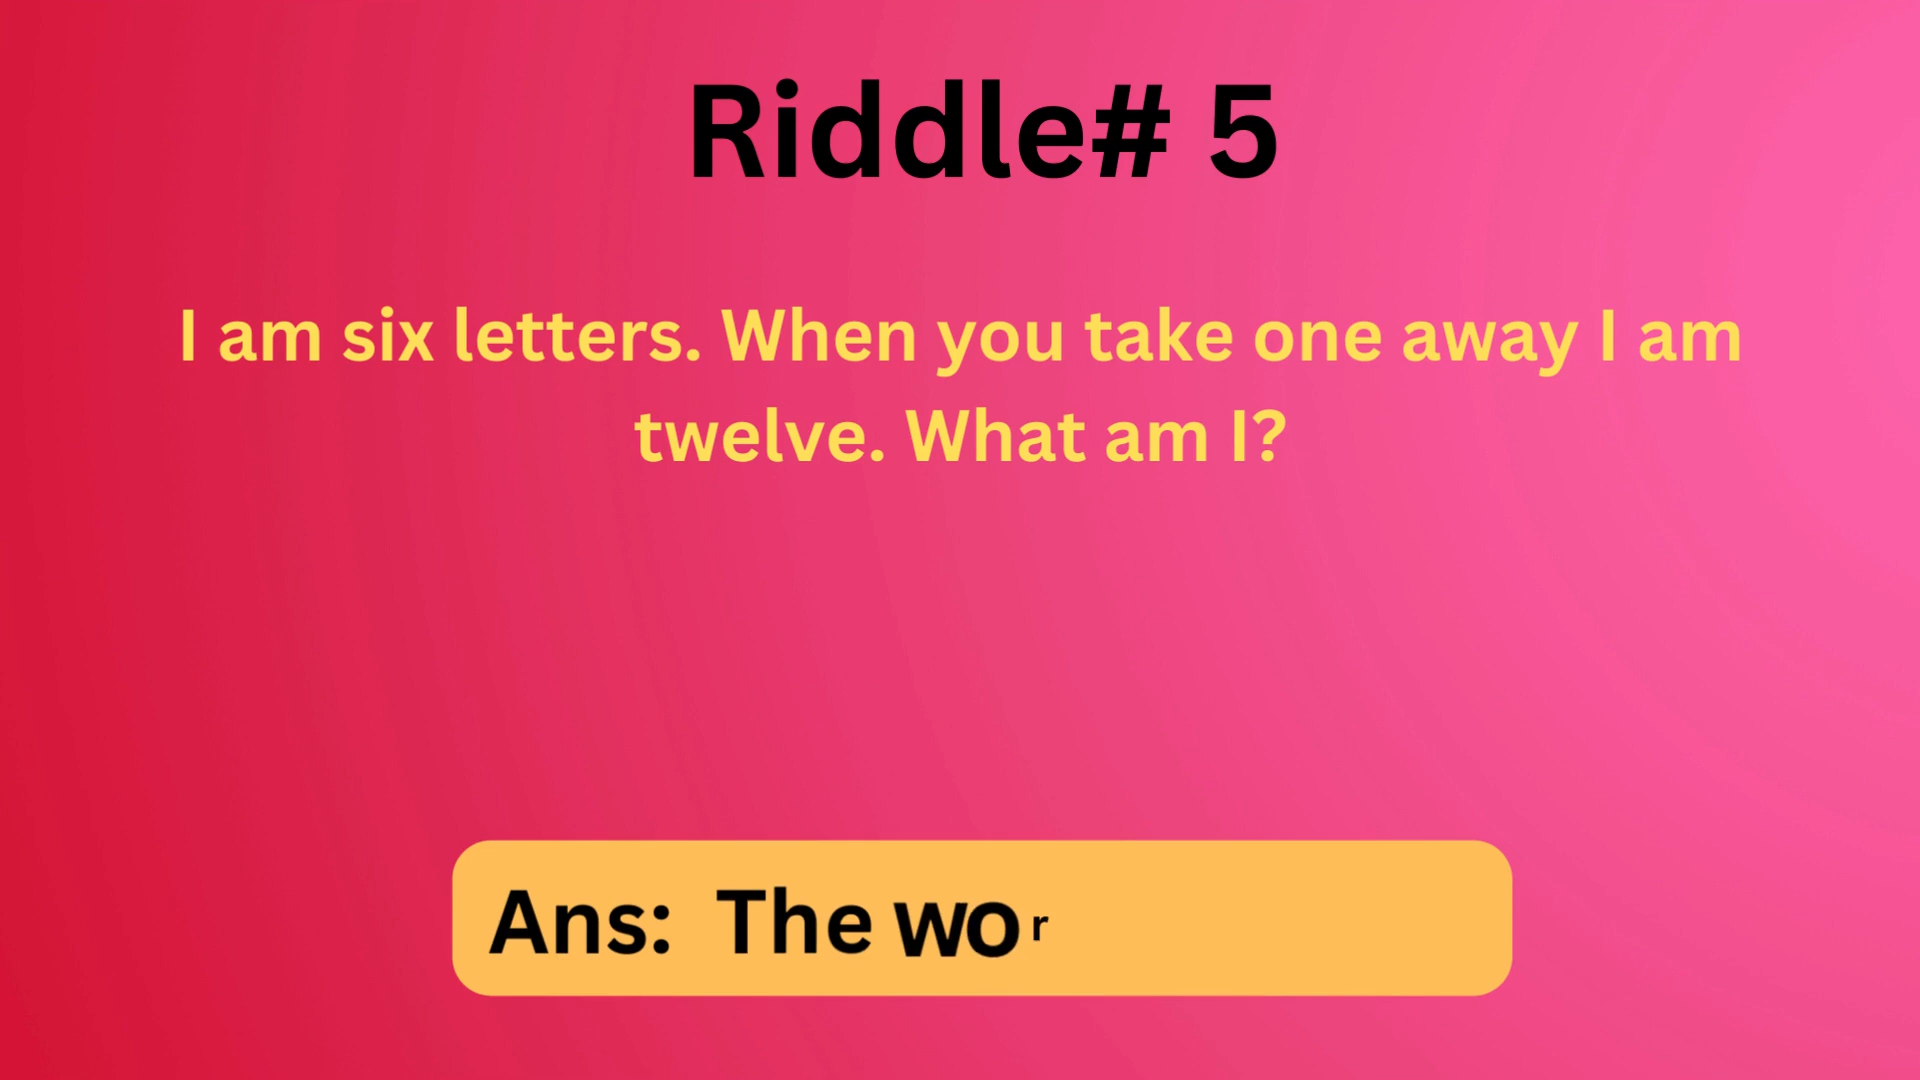 Riddle# 5
I am six letters. When you take one away I am
twelve. What am I?
Ans: The wor